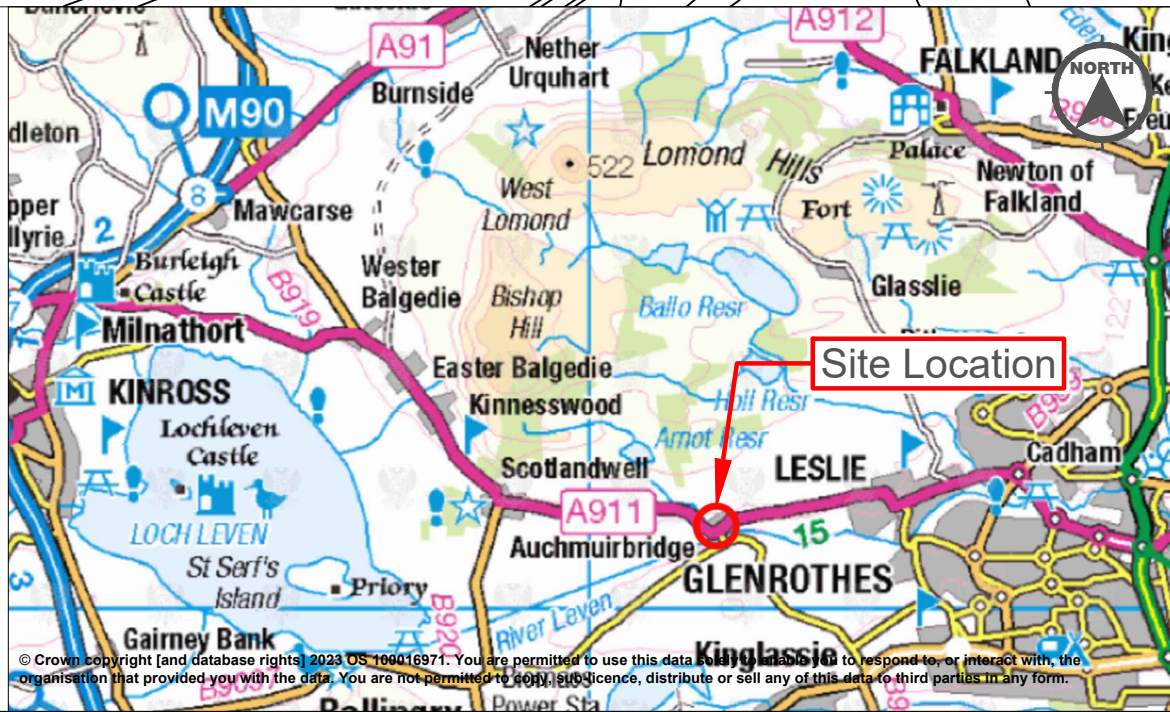 A91
A912
Nether
Urquhart
FALKLAND
NORTH
Burnside
M90
Lomond
Hills
Palace
522
West
Lomond
Newton of
Falkland
Fort
8
Mawcarse
2
Burleigh
Castle
Wester
Balgedie
Bishop
Hill
Ballo Resr
Glasslie
B919
Milnathort
Site Location
Easter Balgedie
KINROSS
Kinnesswood
Holl Resr
Arnot Resr
Lochleven
Castle
Scotlandwell
LESLIE
Cadham
A911
15
LOCH LEVEN
Auchmuirbridge
GLENROTHES
St Serf's
Island
Priory
3
River Leven
B920
Gairney Bank
Kinglassie
© Crown copyright [and database rights] 2023 OS 100016971. You are permitted to use this data solely to enable you to respond to, or interact with, the
organisation that provided you with the data. You are not permitted to copy, sub-licence, distribute or sell any of this data to third parties in any form.
B9097
Power Sta